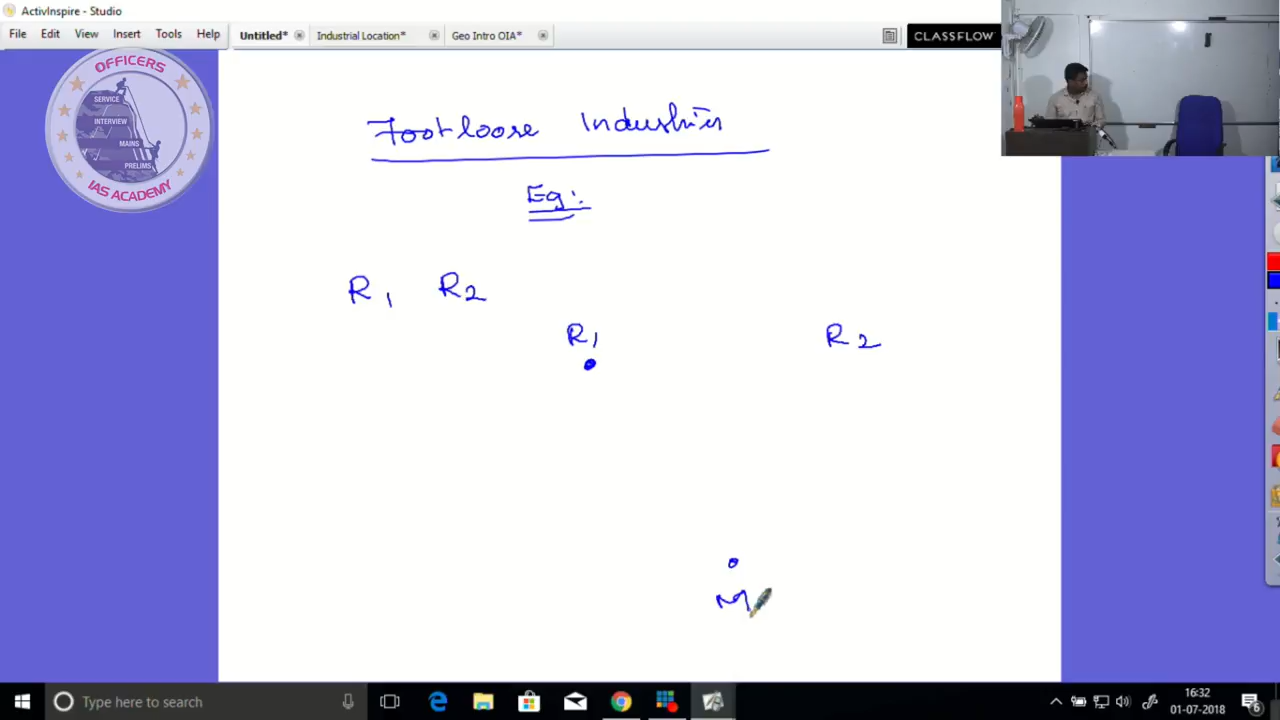 ActivInspire - Studio
File Edit View Insert Tools Help
Untitled* Industrial Location* Geo Intro OIA*
CLASSFLOW
OFFICERS
SERVICE
INTERVIEW
MAINS
PRELIMS
IAS ACADEMY
Footloose Industries
Eg:
R1 R2
R1 R2
M
Type here to search
16:32
01-07-2018
6